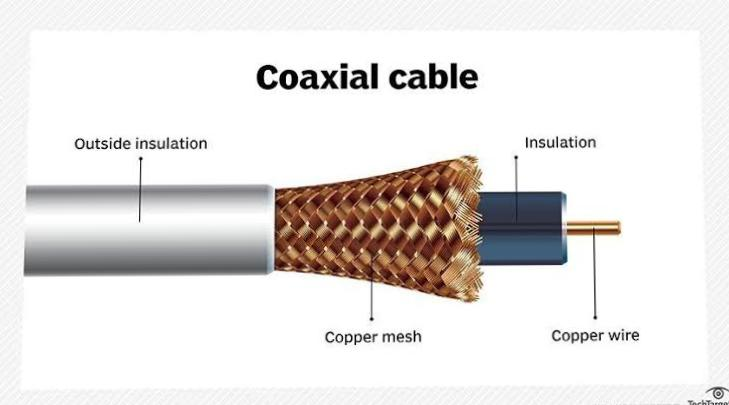 Coaxial cable
Outside insulation
Insulation
Copper mesh
Copper wire